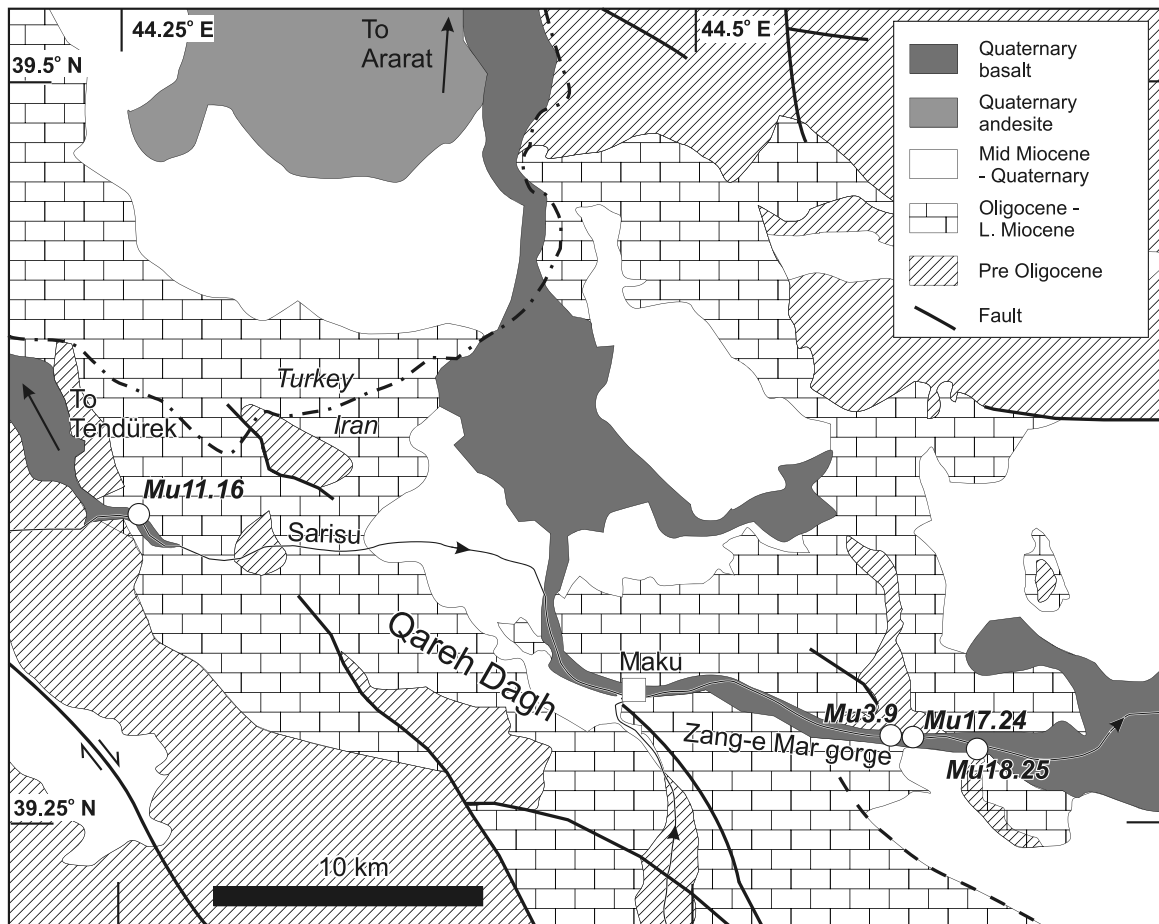 44.25° E
To
Ararat
44.5° E
39.5° N
Quaternary
basalt
Quaternary
andesite
Mid Miocene
- Quaternary
Oligocene -
L. Miocene
Pre Oligocene
Fault
Turkey
Iran
To
Tendürek
Mu11.16
Sarisu
Qareh Dagh
Maku
Mu3.9
Mu17.24
Zang-e Mar gorge
Mu18.25
39.25° N
10 km